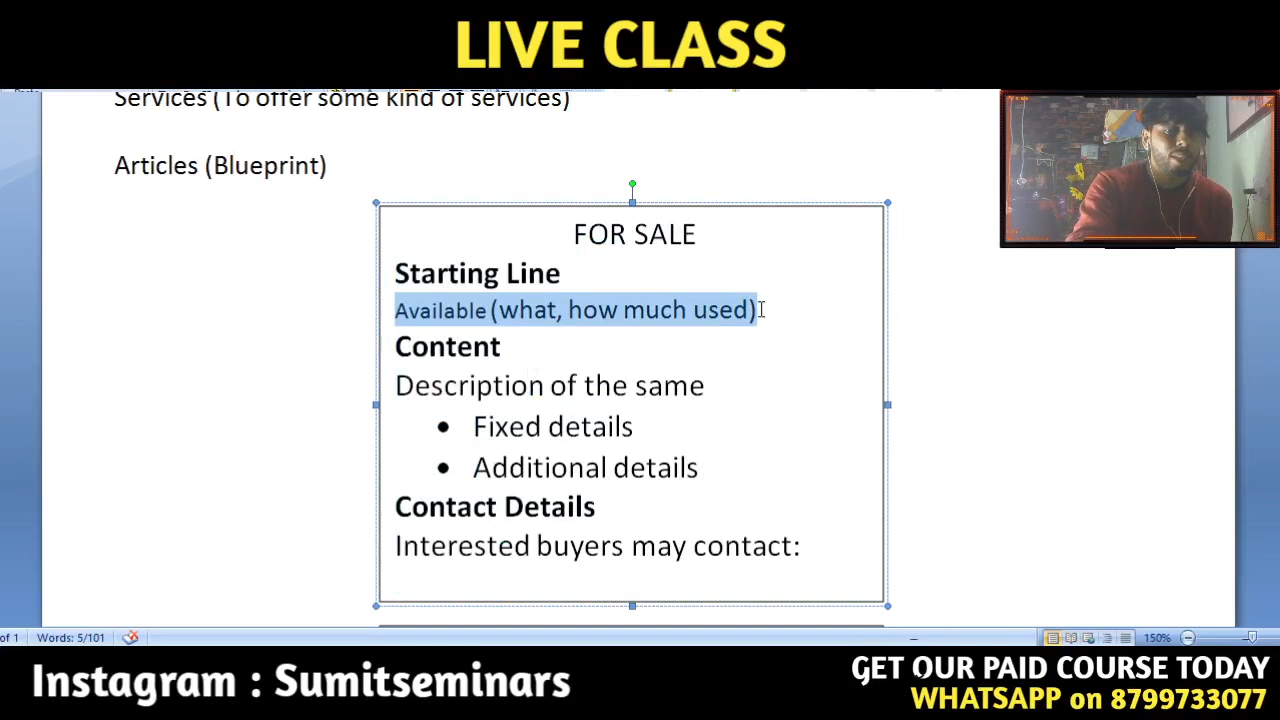 LIVE CLASS
Services (To offer some kind of services)
Articles (Blueprint)
FOR SALE
Starting Line
Available (what, how much used)
Content
Description of the same
• Fixed details
• Additional details
Contact Details
Interested buyers may contact:
of 1 Words: 5/101 150%
Instagram : Sumitseminars
GET OUR PAID COURSE TODAY
WHATSAPP on 8799733077